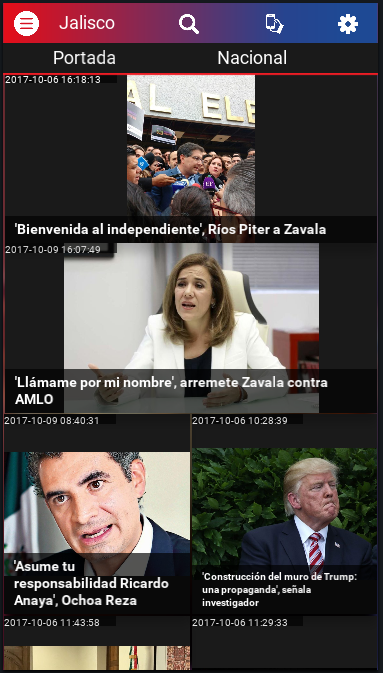 Jalisco
Portada
Nacional
2017-10-06 16:18:13
AL ELE
'Bienvenida al independiente', Ríos Piter a Zavala
2017-10-09 16:07:49
'Llámame por mi nombre', arremete Zavala contra
AMLO
2017-10-09 08:40:31
2017-10-06 10:28:39
'Asume tu
responsabilidad Ricardo
Anaya', Ochoa Reza
'Construcción del muro de Trump:
una propaganda', señala
investigador
2017-10-06 11:43:58
2017-10-06 11:29:33